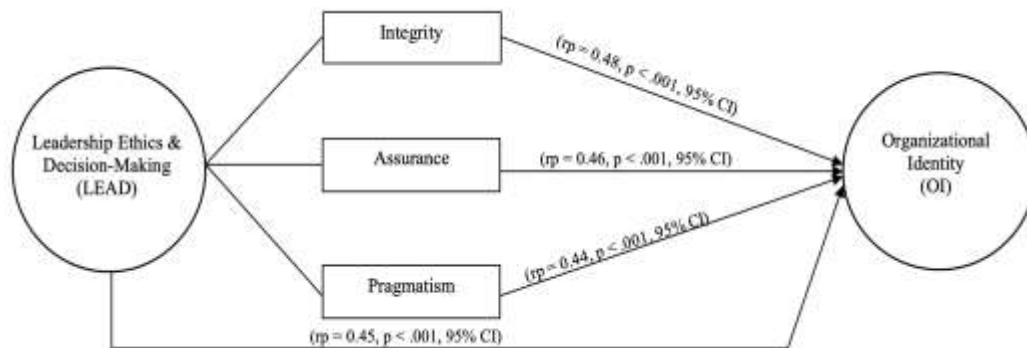 Integrity
(rp = 0.48, p < .001, 95% CI)
Leadership Ethics &
Decision-Making
(LEAD)
Assurance
(rp = 0.46, p < .001, 95% CI)
Organizational
Identity
(OI)
Pragmatism
(rp = 0.44, p < .001, 95% CI)
(rp = 0.45, p < .001, 95% CI)